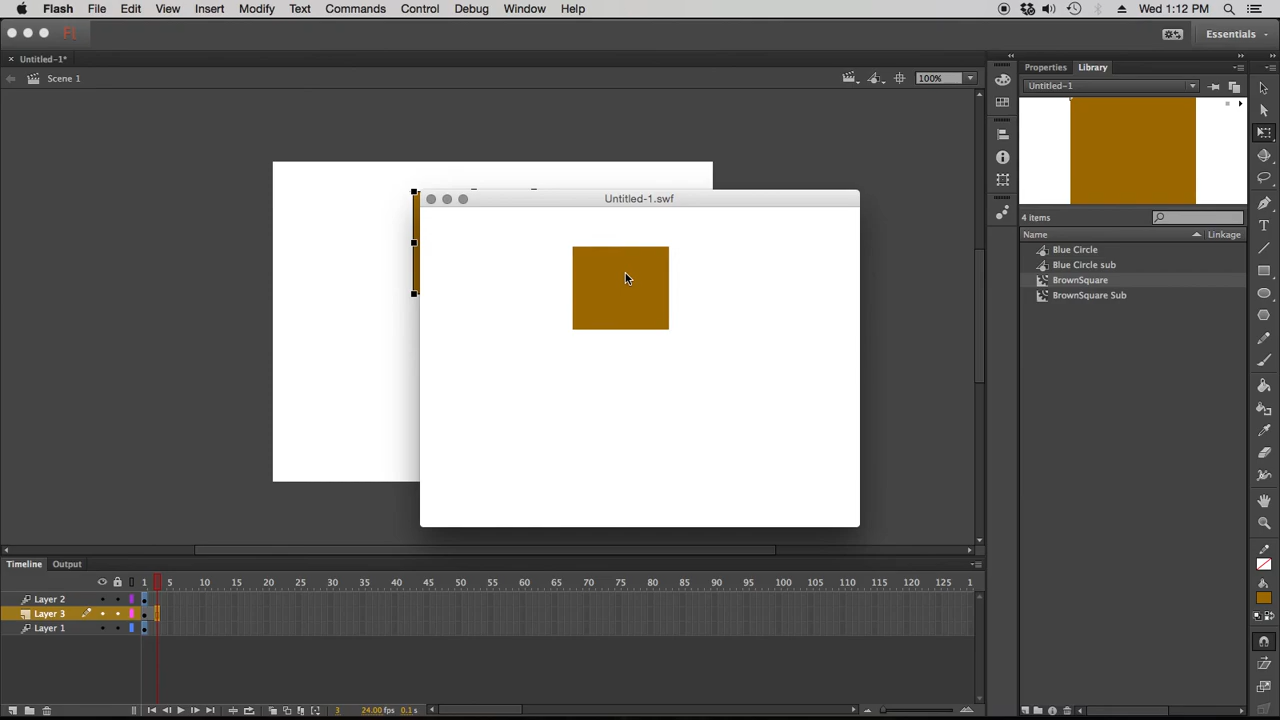 Flash File Edit View Insert Modify Text Commands Control Debug Window Help Wed 1:12 PM
Fl Essentials
× Untitled-1*
Scene 1 100%
Properties Library
Untitled-1
4 items
Name Linkage
Blue Circle
Blue Circle sub
BrownSquare
BrownSquare Sub
Untitled-1.swf
Timeline Output
1 5 10 15 20 25 30 35 40 45 50 55 60 65 70 75 80 85 90 95 100 105 110 115 120 125 1
Layer 2
Layer 3
Layer 1
3 24.00 fps 0.1 s